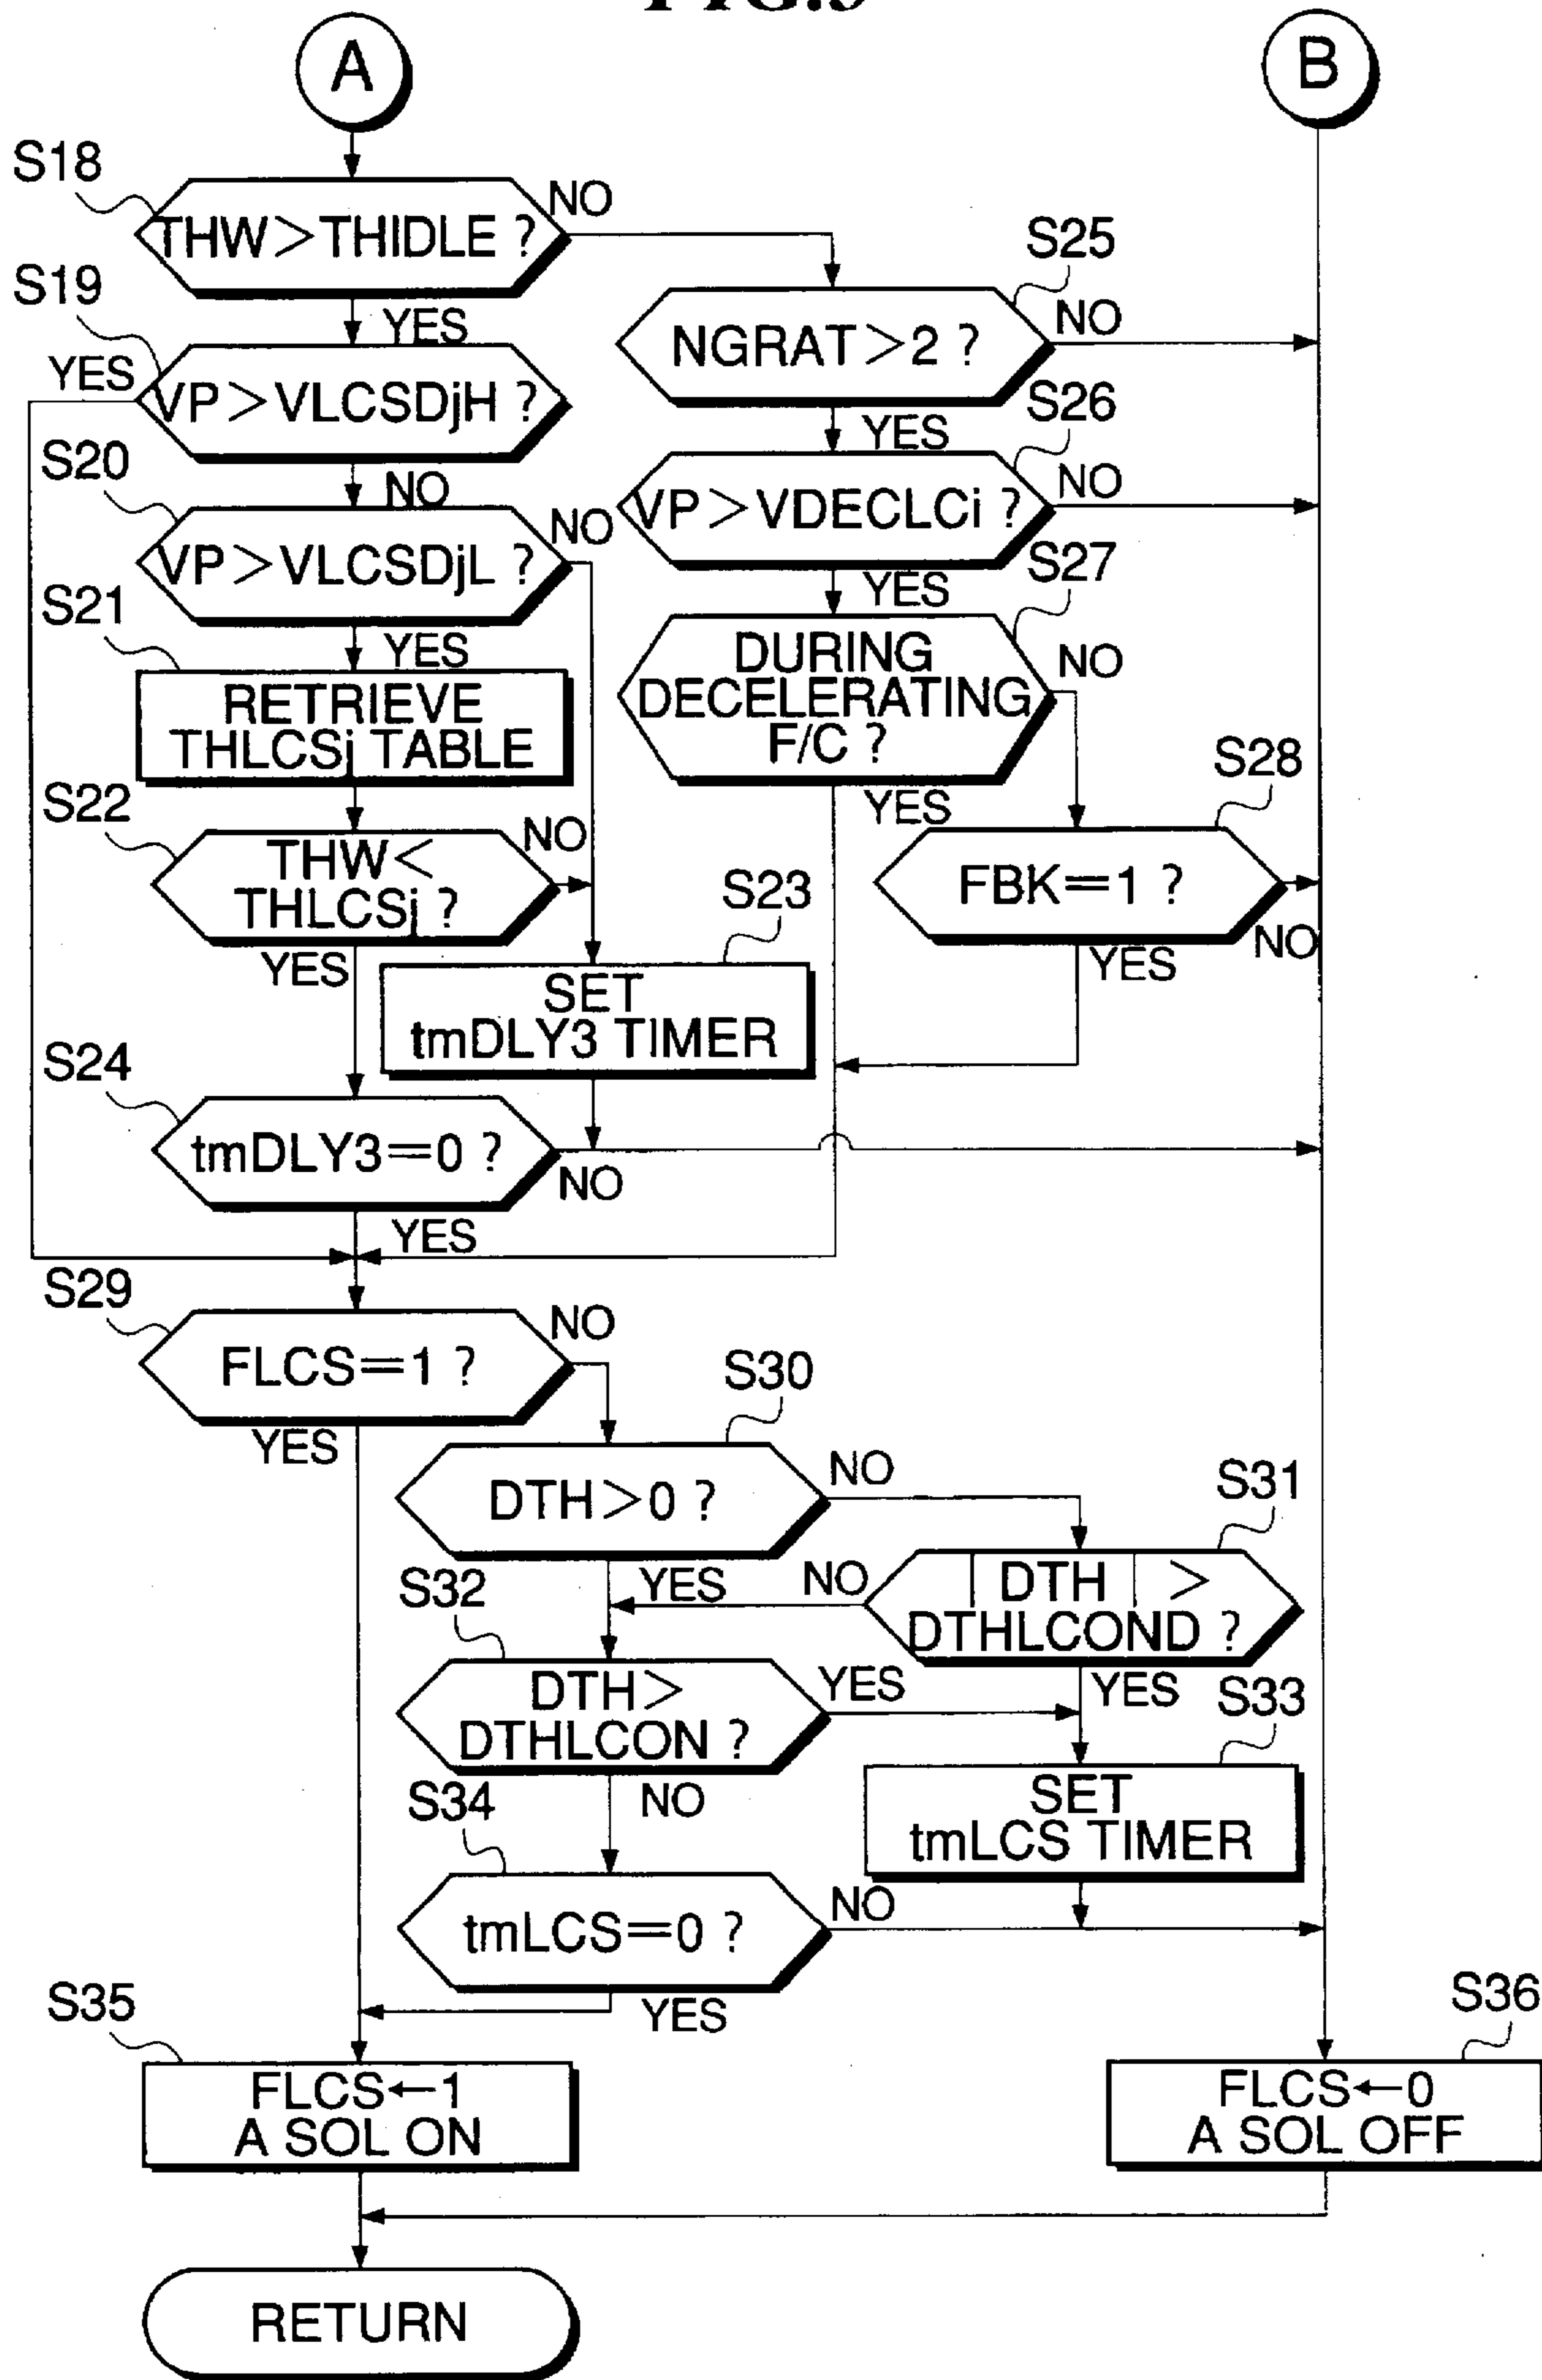 A
B
S18
THW>THIDLE ?
NO
YES
S19
VP>VLCSDjH ?
YES
NO
S20
VP>VLCSDjL ?
NO
YES
S21
RETRIEVE
THLCSj TABLE
S22
THW<
THLCSj ?
NO
YES
S23
SET
tmDLY3 TIMER
S24
tmDLY3=0 ?
NO
YES
S25
NGRAT>2 ?
NO
YES
S26
VP>VDECLCi ?
NO
YES
S27
DURING
DECELERATING
F/C ?
NO
YES
S28
FBK=1 ?
NO
YES
S29
FLCS=1 ?
NO
YES
S30
DTH>0 ?
NO
YES
S31
| DTH | >
DTHLCOND ?
NO
YES
S32
DTH>
DTHLCON ?
YES
NO
S33
SET
tmLCS TIMER
S34
tmLCS=0 ?
NO
YES
S35
FLCS←1
A SOL ON
S36
FLCS←0
A SOL OFF
RETURN